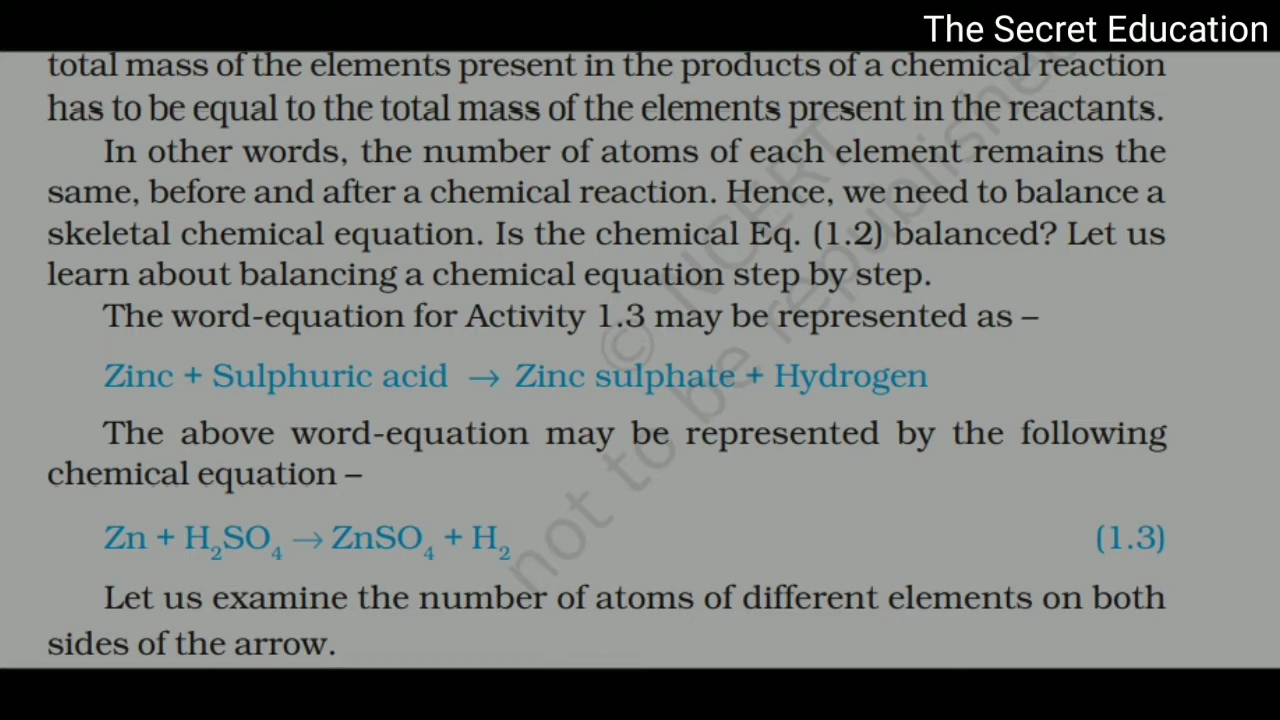 The Secret Education
total mass of the elements present in the products of a chemical reaction
has to be equal to the total mass of the elements present in the reactants.
In other words, the number of atoms of each element remains the
same, before and after a chemical reaction. Hence, we need to balance a
skeletal chemical equation. Is the chemical Eq. (1.2) balanced? Let us
learn about balancing a chemical equation step by step.
The word-equation for Activity 1.3 may be represented as –
Zinc + Sulphuric acid → Zinc sulphate + Hydrogen
The above word-equation may be represented by the following
chemical equation –
Zn + H₂SO₄ → ZnSO₄ + H₂ (1.3)
Let us examine the number of atoms of different elements on both
sides of the arrow.
© NCERT
not to be republished